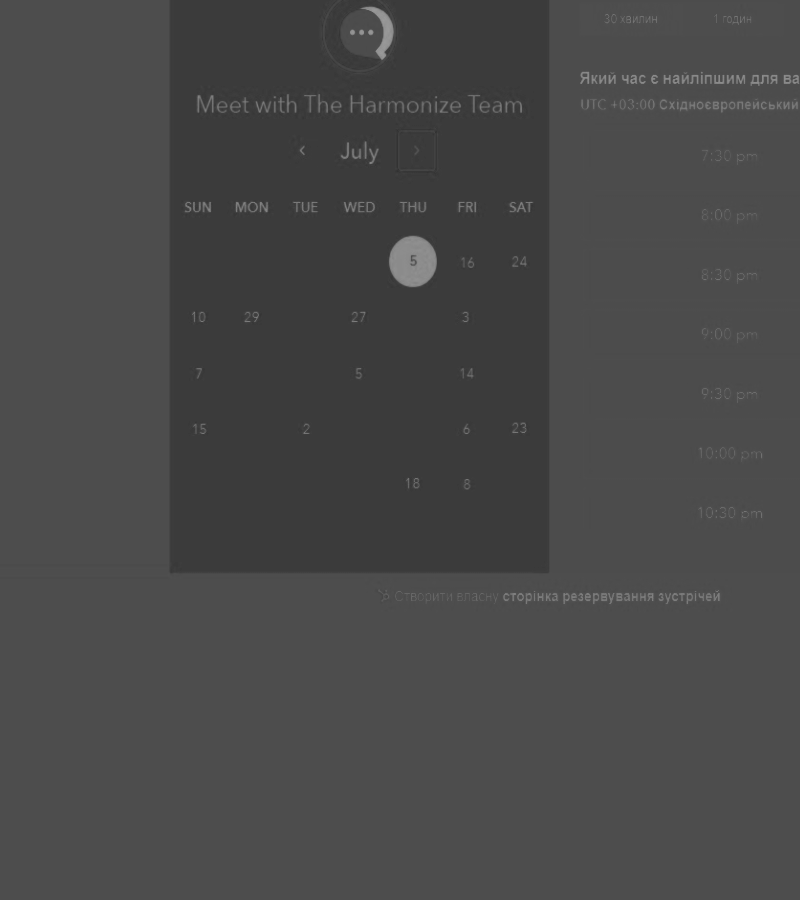 30 хвилин 1 годин
Meet with The Harmonize Team
July
SUN MON TUE WED THU FRI SAT
5 16 24
10 29 27 3
7 5 14
15 2 6 23
18 8
Який час є найліпшим для ва
UTC +03:00 Східноєвропейський
7:30 pm
8:00 pm
8:30 pm
9:00 pm
9:30 pm
10:00 pm
10:30 pm
Створити власну сторінка резервування зустрічей